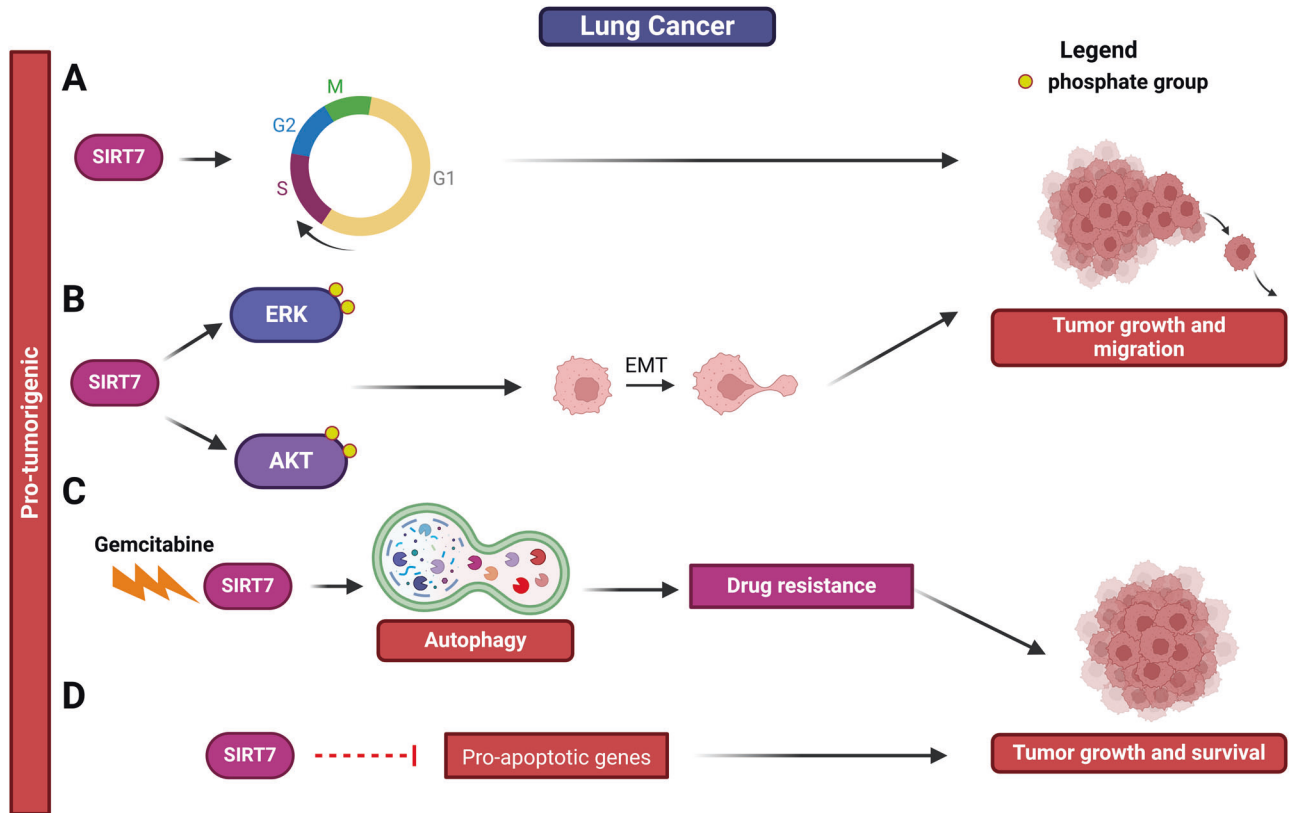 Lung Cancer
Legend
phosphate group
Pro-tumorigenic
A
SIRT7
M
G2
S
G1
B
SIRT7
ERK
AKT
EMT
Tumor growth and
migration
C
Gemcitabine
SIRT7
Autophagy
Drug resistance
D
SIRT7
Pro-apoptotic genes
Tumor growth and survival